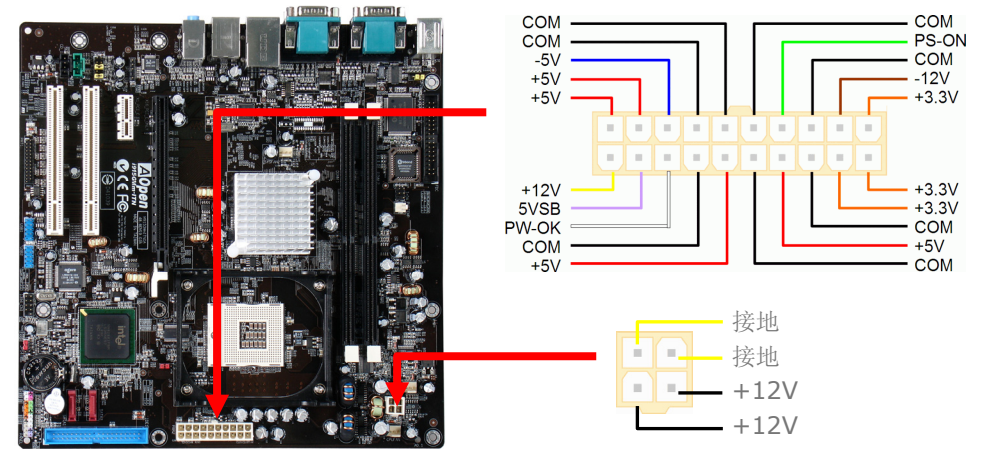 COM
COM
-5V
+5V
+5V
COM
PS-ON
COM
-12V
+3.3V
+12V
5VSB
PW-OK
COM
+5V
+3.3V
+3.3V
COM
+5V
COM
接地
接地
+12V
+12V
AOpen
intel